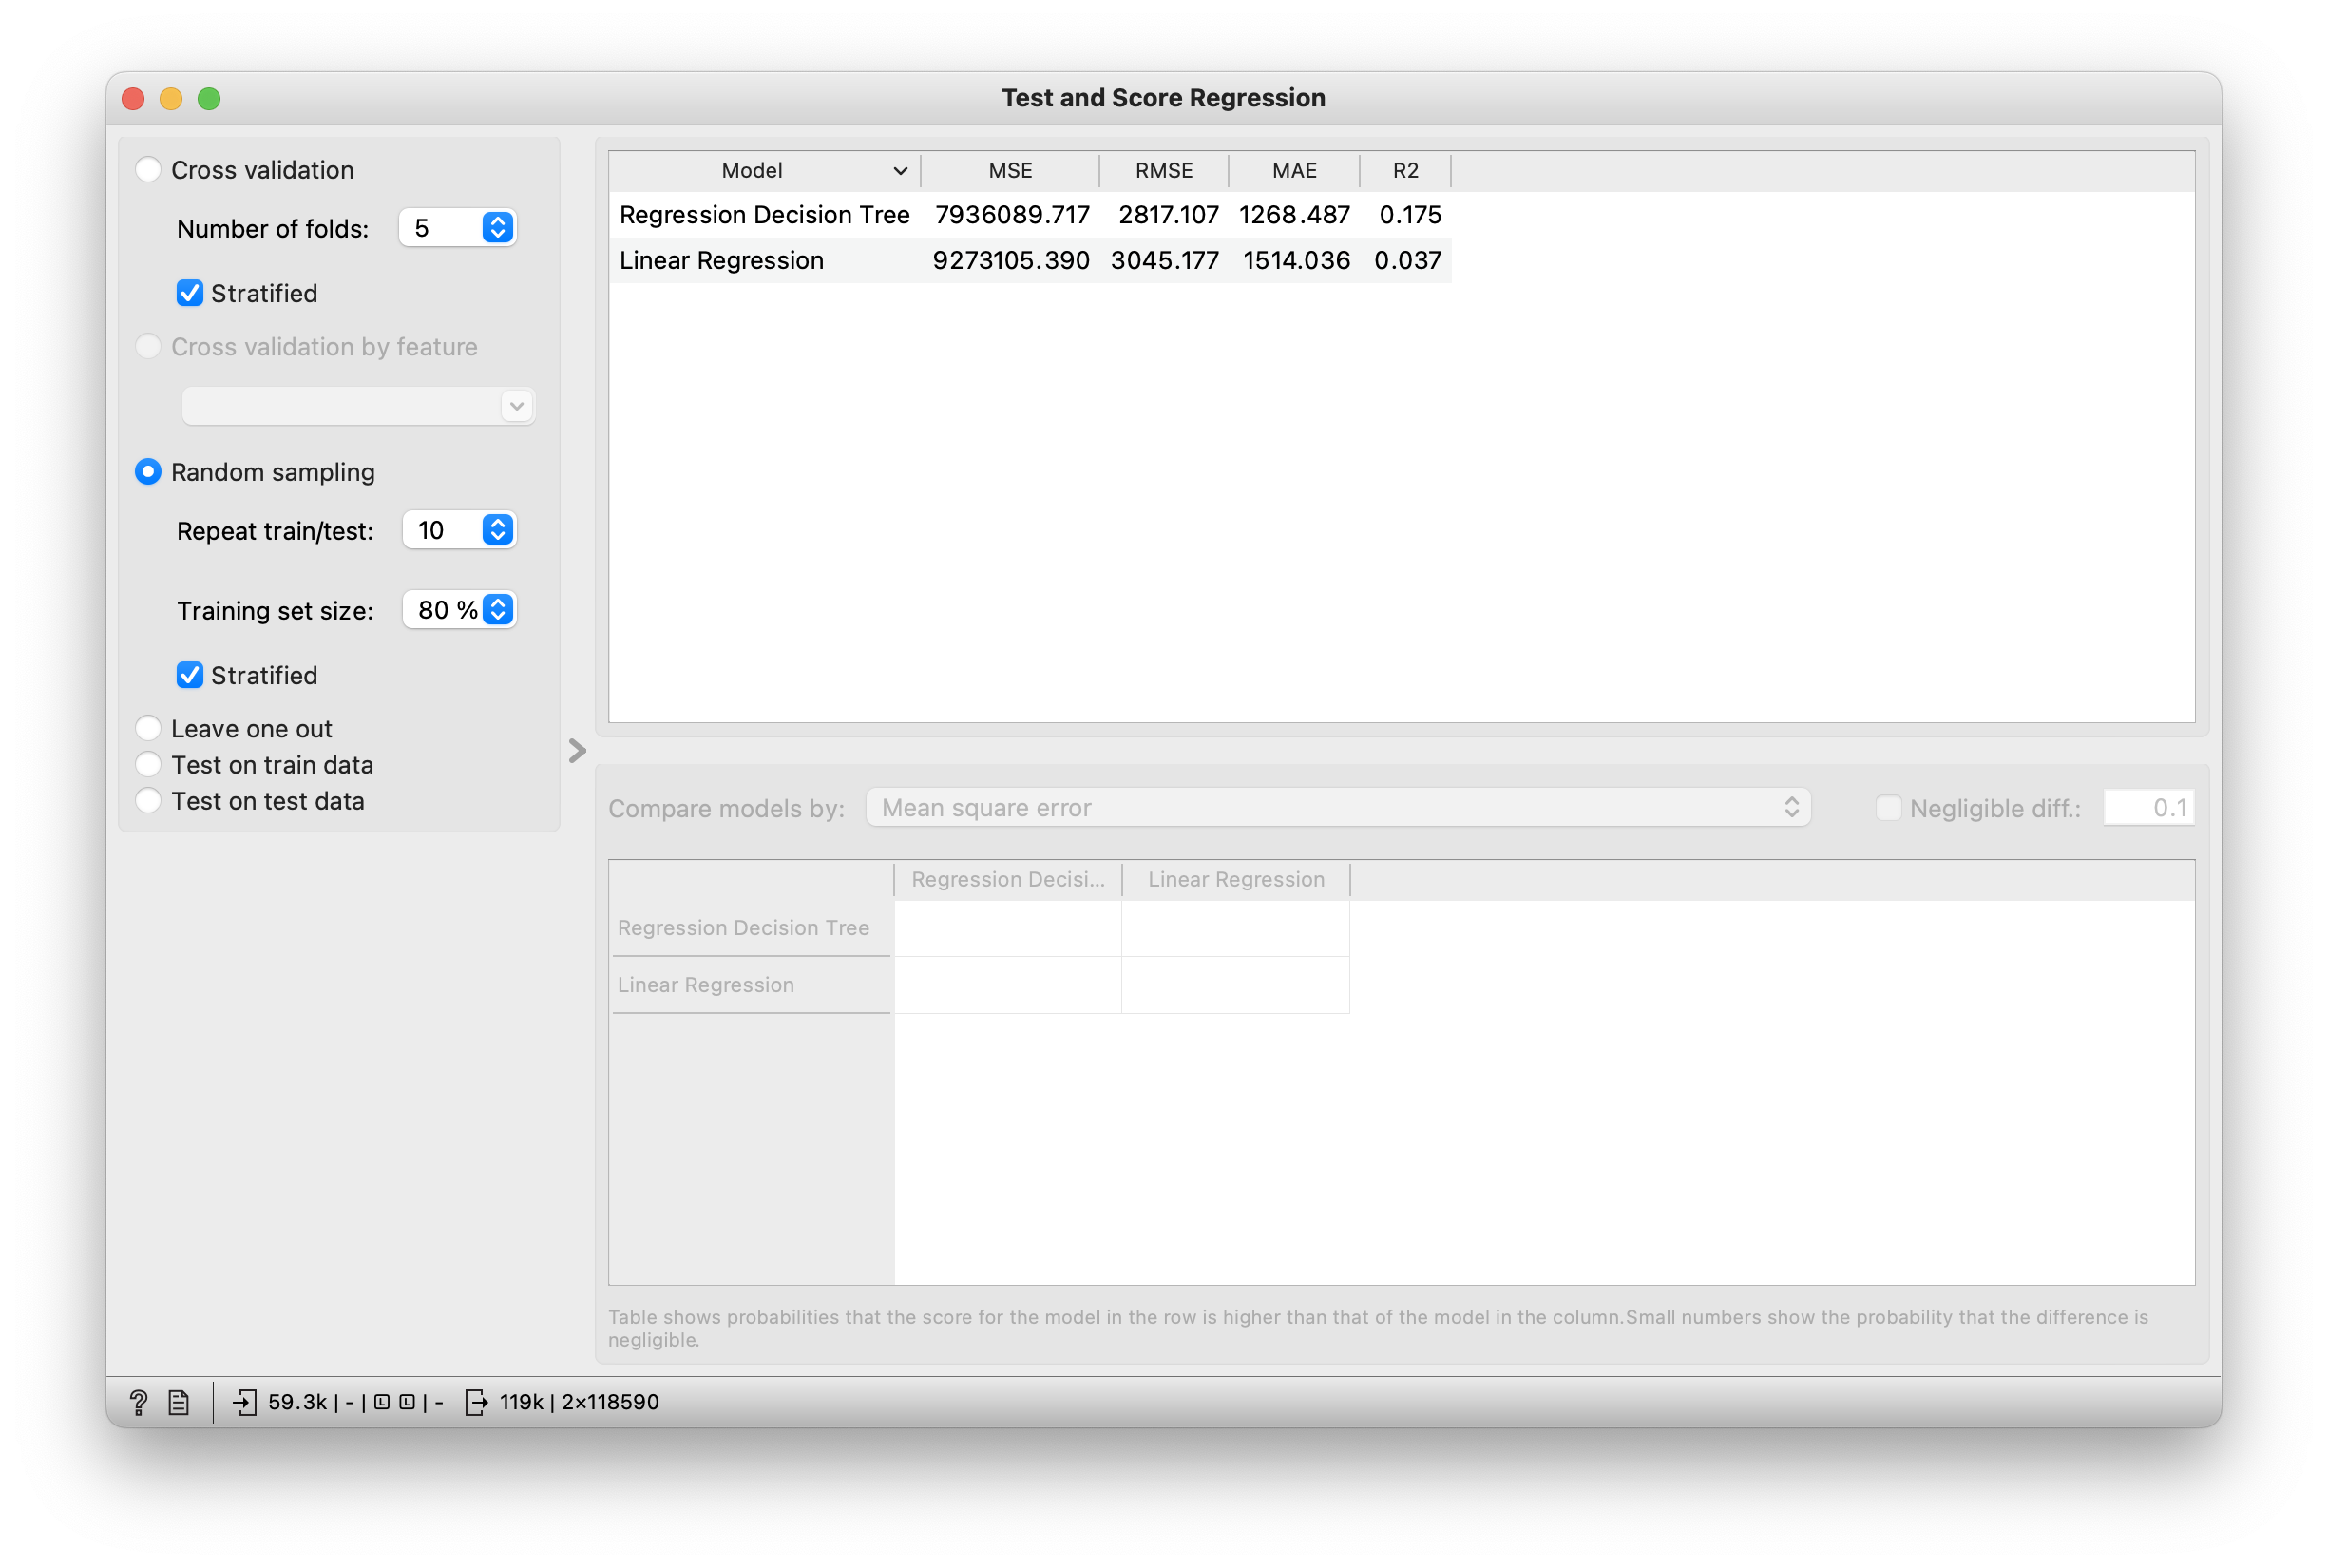 Test and Score Regression
Cross validation
Number of folds: 5
Stratified
Cross validation by feature
Random sampling
Repeat train/test: 10
Training set size: 80 %
Stratified
Leave one out
Test on train data
Test on test data
Model MSE RMSE MAE R2
Regression Decision Tree 7936089.717 2817.107 1268.487 0.175
Linear Regression 9273105.390 3045.177 1514.036 0.037
Compare models by: Mean square error Negligible diff.: 0.1
Regression Decisi... Linear Regression
Regression Decision Tree
Linear Regression
Table shows probabilities that the score for the model in the row is higher than that of the model in the column.Small numbers show the probability that the difference is
negligible.
? 59.3k | - | L L | - 119k | 2×118590